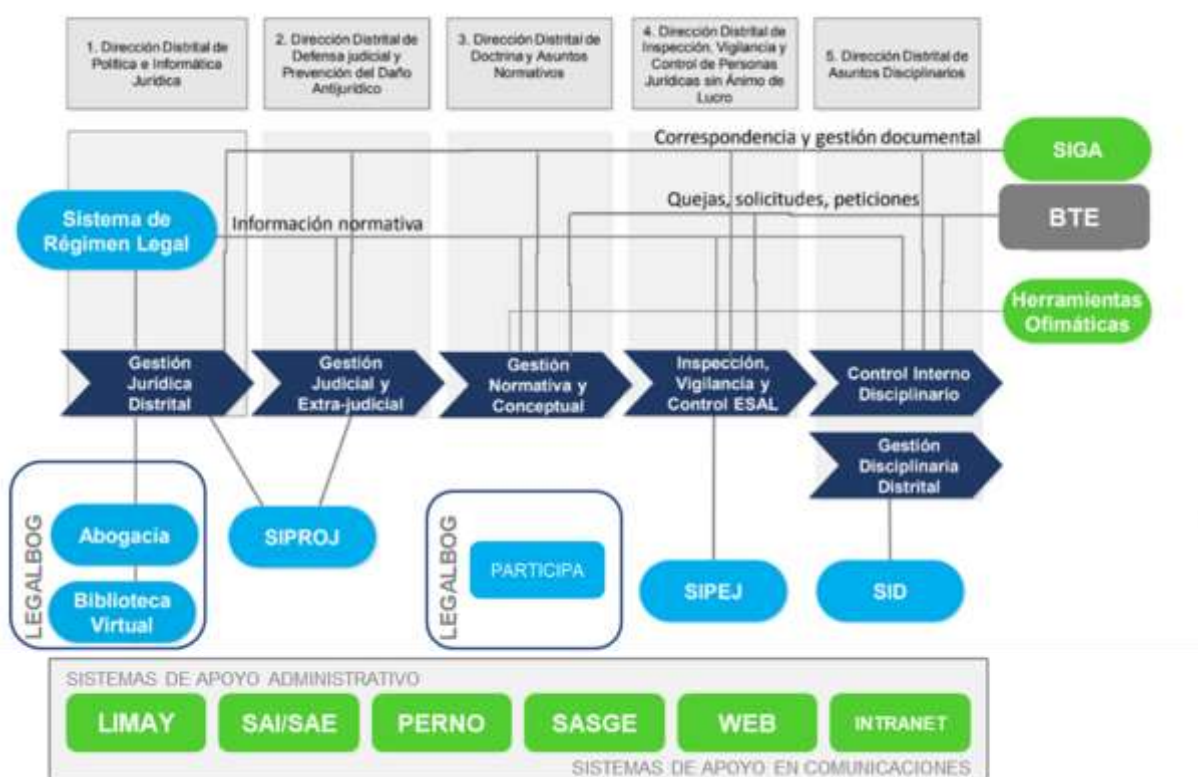 1. Dirección Distrital de
Política e Informática
Jurídica
2. Dirección Distrital de
Defensa judicial y
Prevención del Daño
Antijurídico
3. Dirección Distrital de
Doctrina y Asuntos
Normativos
4. Dirección Distrital de
Inspección, Vigilancia y
Control de Personas
Jurídicas sin Ánimo de
Lucro
5. Dirección Distrital de
Asuntos Disciplinarios
Correspondencia y gestión documental
SIGA
Quejas, solicitudes, peticiones
BTE
Sistema de
Régimen Legal
Información normativa
Herramientas
Ofimáticas
Gestión
Jurídica
Distrital
Gestión
Judicial y
Extra-judicial
Gestión
Normativa y
Conceptual
Inspección,
Vigilancia y
Control ESAL
Control Interno
Disciplinario
Gestión
Disciplinaria
Distrital
LEGALBOG
Abogacía
Biblioteca
Virtual
SIPROJ
LEGALBOG
PARTICIPA
SIPEJ
SID
SISTEMAS DE APOYO ADMINISTRATIVO
LIMAY
SAI/SAE
PERNO
SASGE
WEB
INTRANET
SISTEMAS DE APOYO EN COMUNICACIONES